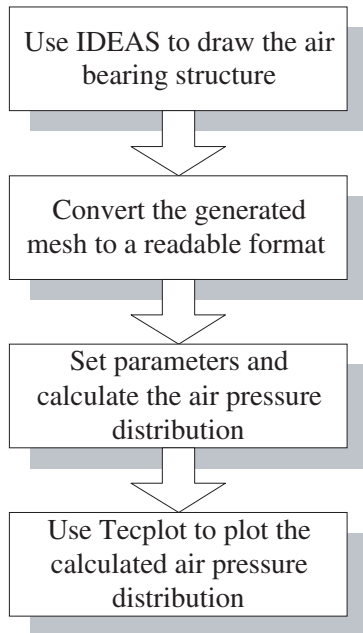 Use IDEAS to draw the air
bearing structure
Convert the generated
mesh to a readable format
Set parameters and
calculate the air pressure
distribution
Use Tecplot to plot the
calculated air pressure
distribution